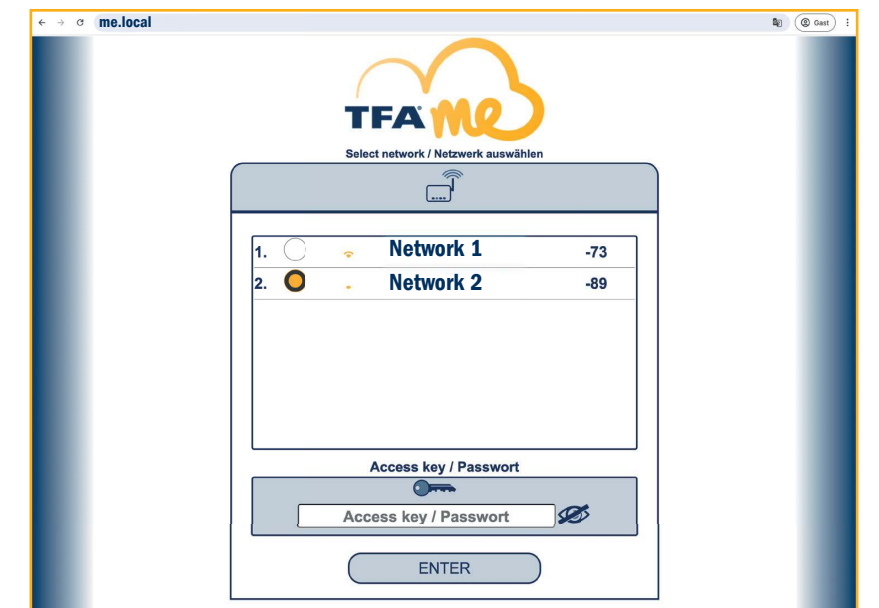 me.local
Gast
TFA me
Select network / Netzwerk auswählen
1. Network 1 -73
2. Network 2 -89
Access key / Passwort
Access key / Passwort
ENTER